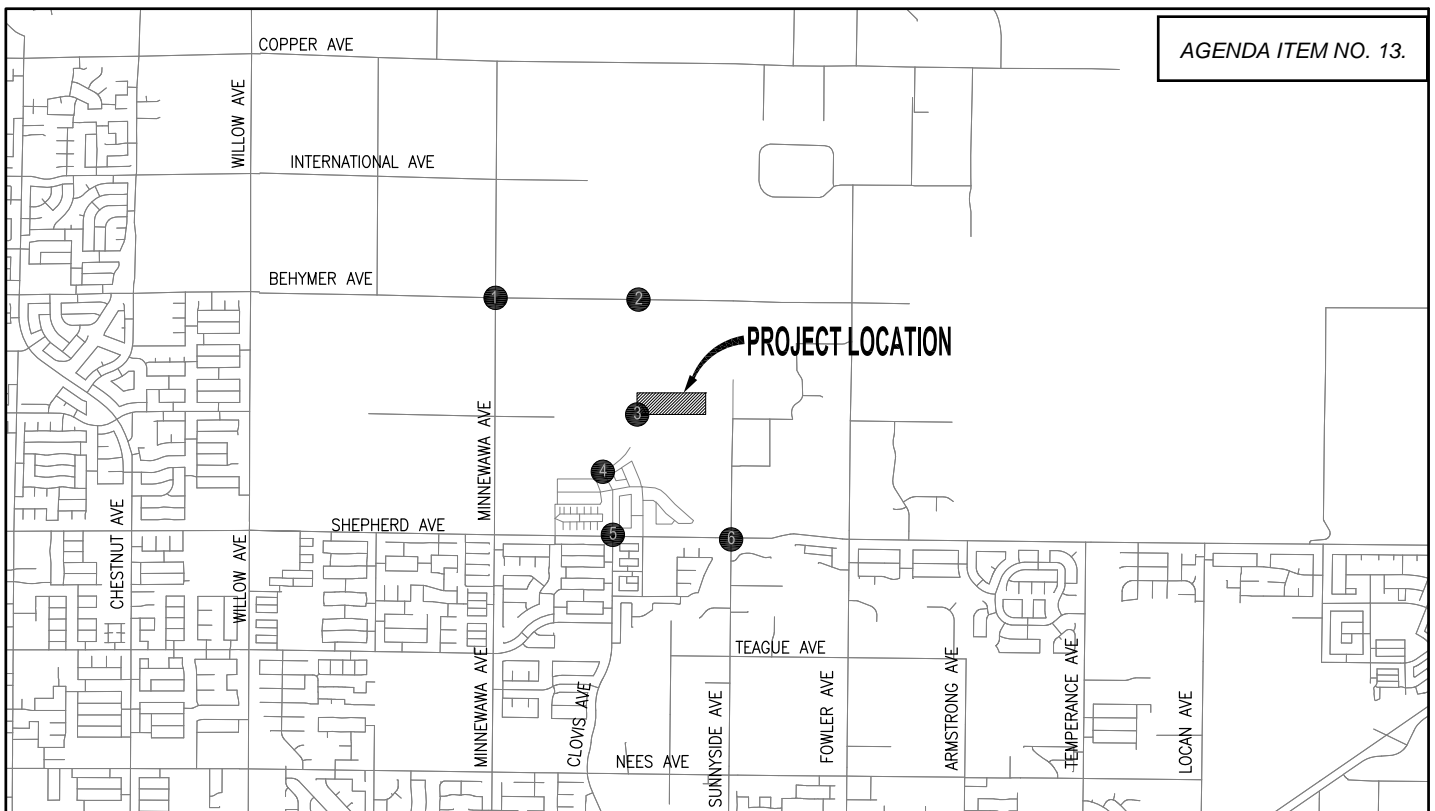 AGENDA ITEM NO. 13.
COPPER AVE
WILLOW AVE
INTERNATIONAL AVE
BEHYMER AVE
1
2
PROJECT LOCATION
3
MINNEWAWA AVE
4
CHESTNUT AVE
SHEPHERD AVE
5
6
WILLOW AVE
TEAGUE AVE
MINNEWAWA AVE
CLOVIS AVE
NEES AVE
SUNNYSIDE AVE
FOWLER AVE
ARMSTRONG AVE
TEMPERANCE AVE
LOCAN AVE